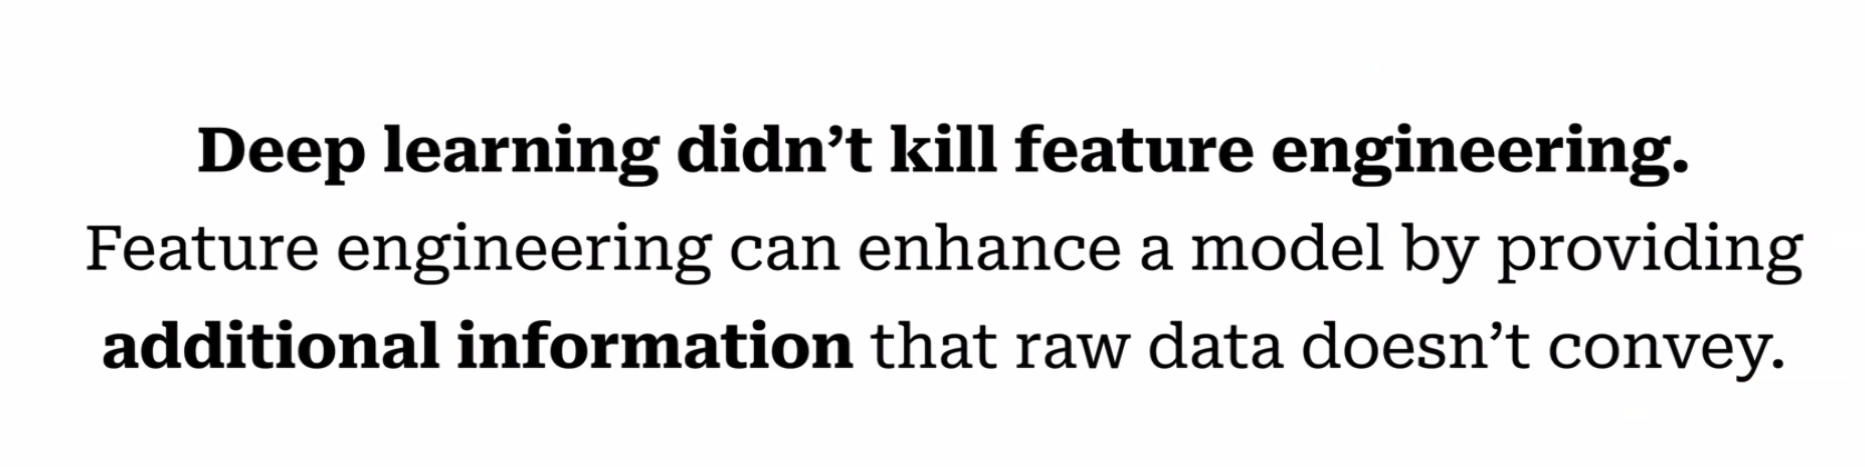 Deep learning didn’t kill feature engineering.
Feature engineering can enhance a model by providing
additional information that raw data doesn’t convey.